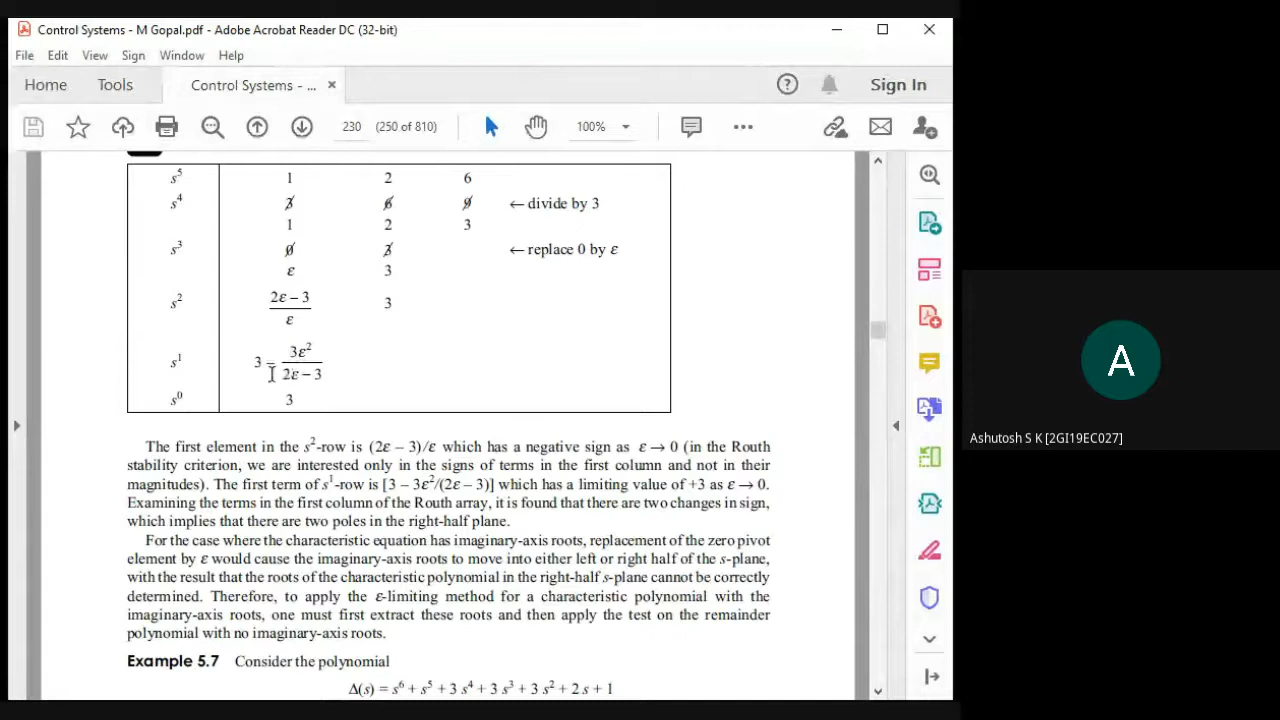 Control Systems - M Gopal.pdf - Adobe Acrobat Reader DC (32-bit)
File Edit View Sign Window Help
Home Tools Control Systems - ... × Sign In
230 (250 of 810) 100%
s⁵ 1 2 6
s⁴ 3 6 9 ← divide by 3
1 2 3
s³ 0 3 ← replace 0 by ε
ε 3
s² (2ε – 3)/ε 3
s¹ 3 – 3ε²/(2ε – 3)
s⁰ 3
The first element in the s²-row is (2ε – 3)/ε which has a negative sign as ε → 0 (in the Routh
stability criterion, we are interested only in the signs of terms in the first column and not in their
magnitudes). The first term of s¹-row is [3 – 3ε²/(2ε – 3)] which has a limiting value of +3 as ε → 0.
Examining the terms in the first column of the Routh array, it is found that there are two changes in sign,
which implies that there are two poles in the right-half plane.
For the case where the characteristic equation has imaginary-axis roots, replacement of the zero pivot
element by ε would cause the imaginary-axis roots to move into either left or right half of the s-plane,
with the result that the roots of the characteristic polynomial in the right-half s-plane cannot be correctly
determined. Therefore, to apply the ε-limiting method for a characteristic polynomial with the
imaginary-axis roots, one must first extract these roots and then apply the test on the remainder
polynomial with no imaginary-axis roots.
Example 5.7 Consider the polynomial
Δ(s) = s⁶ + s⁵ + 3 s⁴ + 3 s³ + 3 s² + 2 s + 1
A
Ashutosh S K [2GI19EC027]